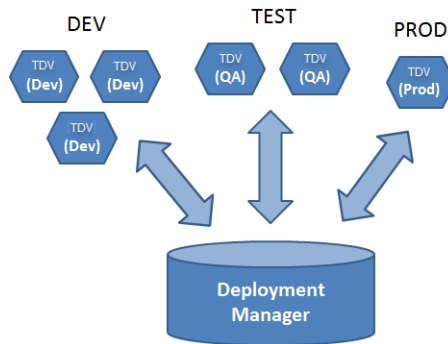 DEV
TEST
PROD
TDV
(Dev)
TDV
(Dev)
TDV
(Dev)
TDV
(QA)
TDV
(QA)
TDV
(Prod)
Deployment
Manager